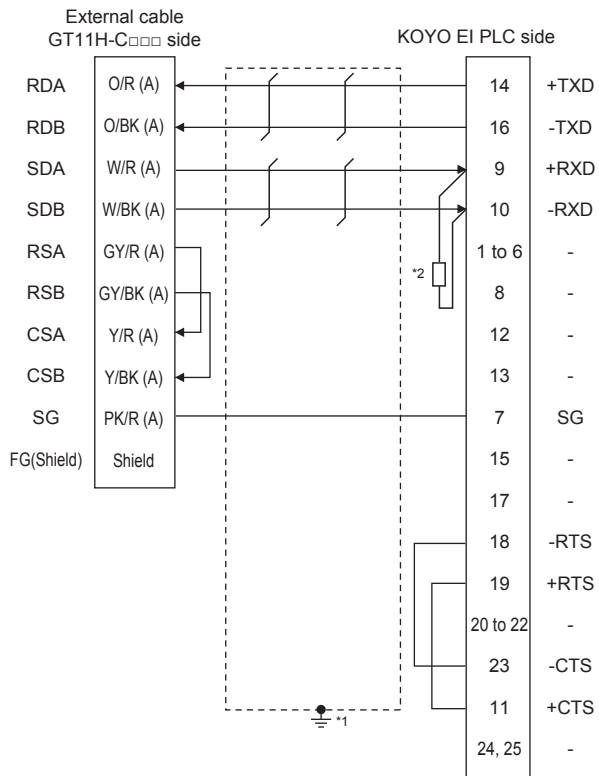 External cable
GT11H-C□□□ side
KOYO EI PLC side
RDA O/R (A) 14 +TXD
RDB O/BK (A) 16 -TXD
SDA W/R (A) 9 +RXD
SDB W/BK (A) 10 -RXD
RSA GY/R (A) 1 to 6 -
*2
RSB GY/BK (A) 8 -
CSA Y/R (A) 12 -
CSB Y/BK (A) 13 -
SG PK/R (A) 7 SG
FG(Shield) Shield 15 -
17 -
18 -RTS
19 +RTS
20 to 22 -
23 -CTS
11 +CTS
*1
24, 25 -